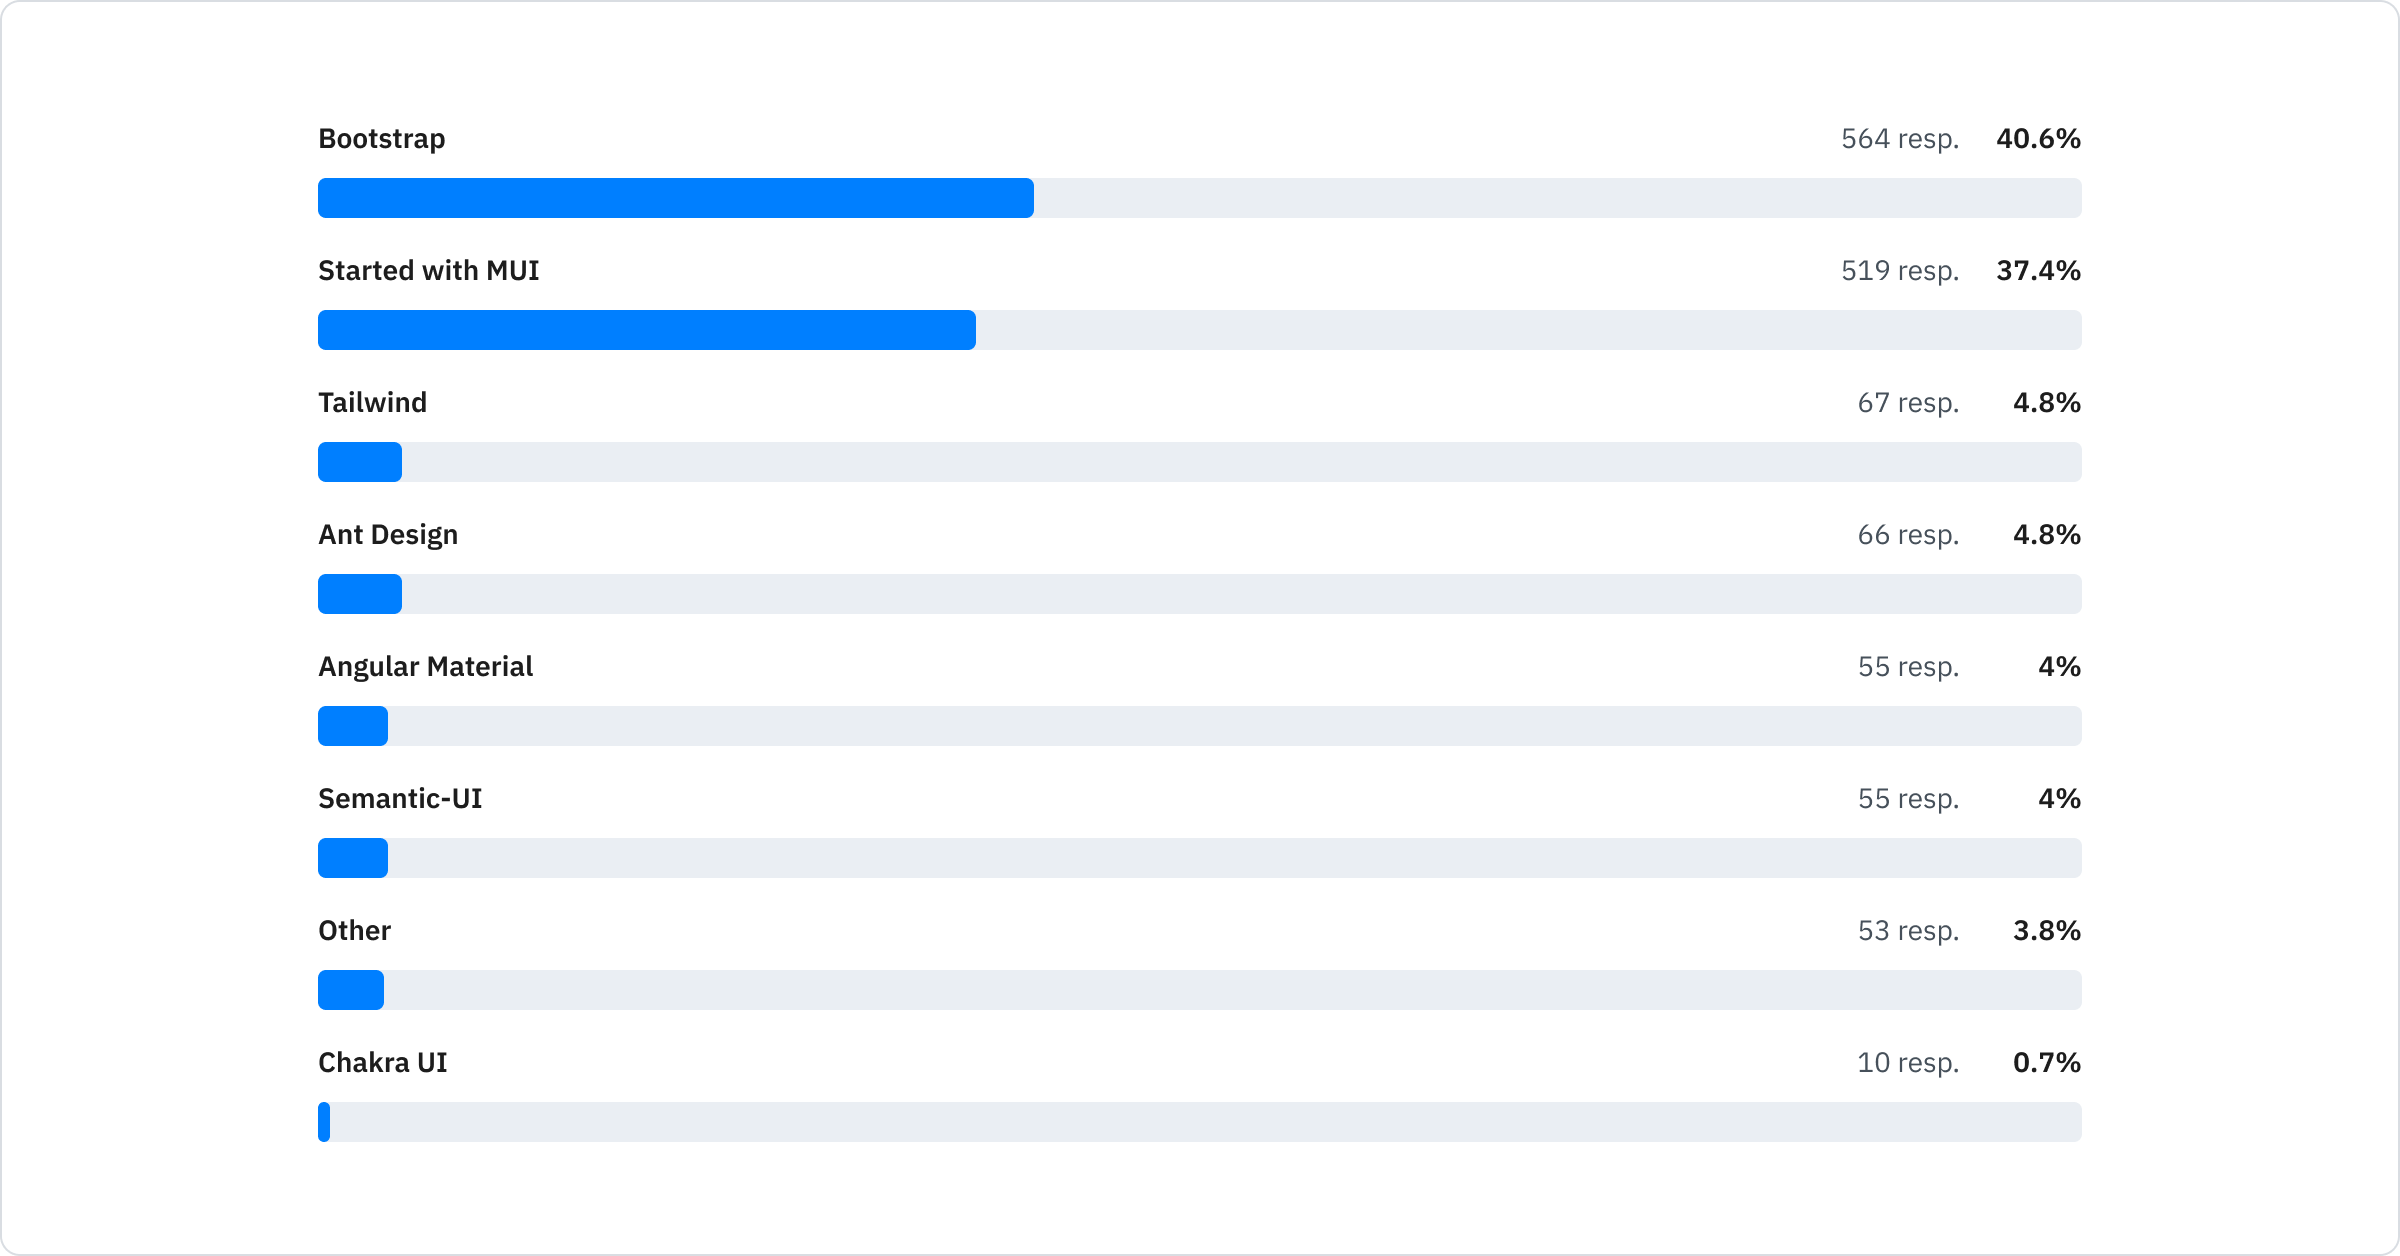 Bootstrap 564 resp. 40.6%
Started with MUI 519 resp. 37.4%
Tailwind 67 resp. 4.8%
Ant Design 66 resp. 4.8%
Angular Material 55 resp. 4%
Semantic-UI 55 resp. 4%
Other 53 resp. 3.8%
Chakra UI 10 resp. 0.7%